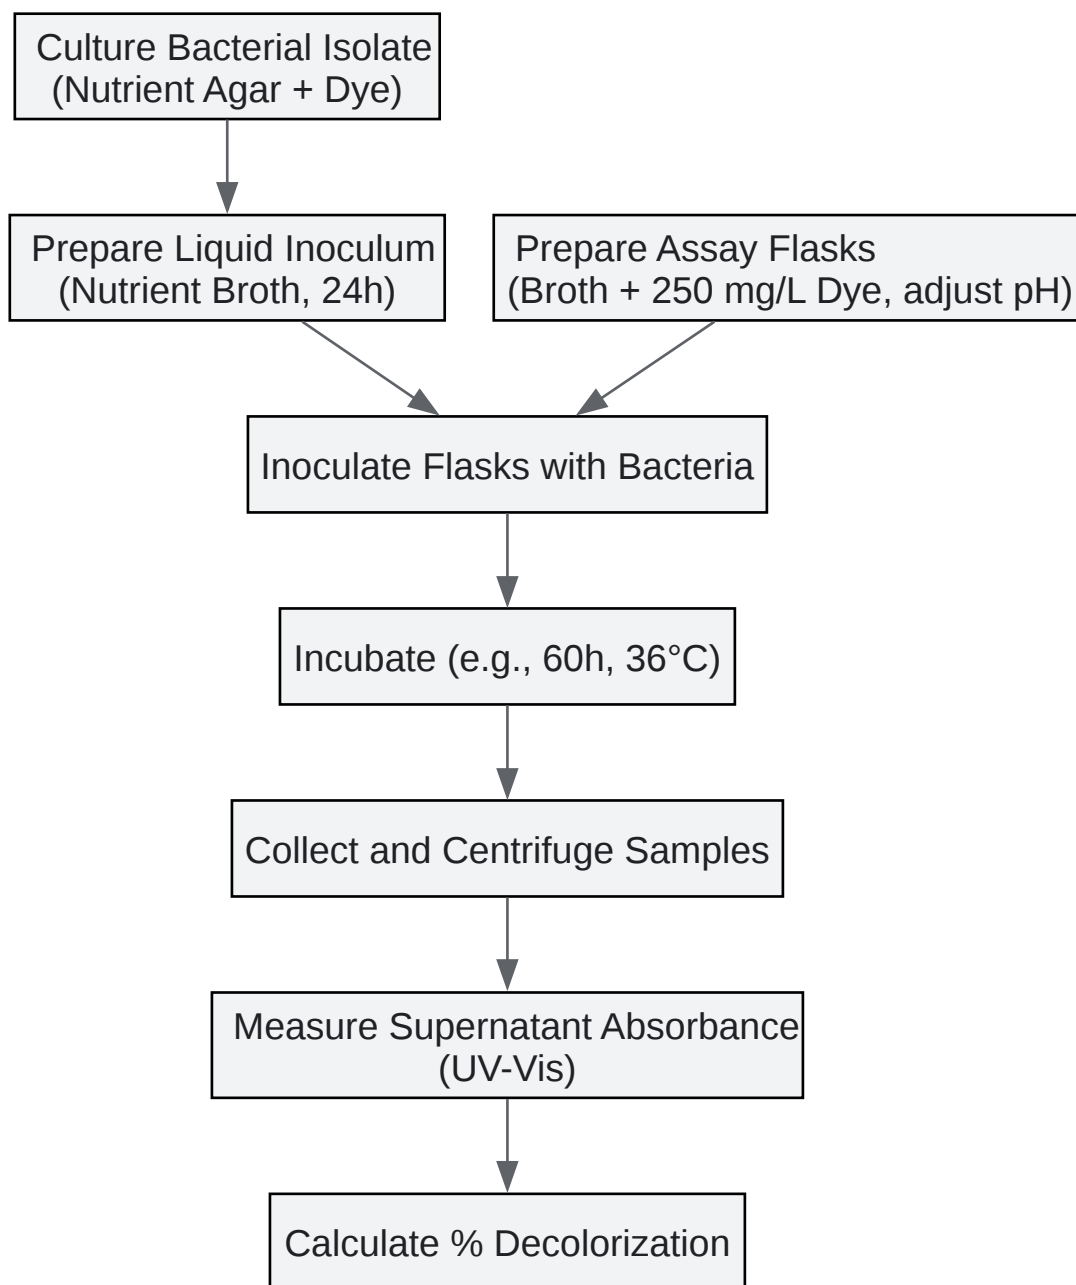 Culture Bacterial Isolate
(Nutrient Agar + Dye)
Prepare Liquid Inoculum
(Nutrient Broth, 24h)
Prepare Assay Flasks
(Broth + 250 mg/L Dye, adjust pH)
Inoculate Flasks with Bacteria
Incubate (e.g., 60h, 36°C)
Collect and Centrifuge Samples
Measure Supernatant Absorbance
(UV-Vis)
Calculate % Decolorization